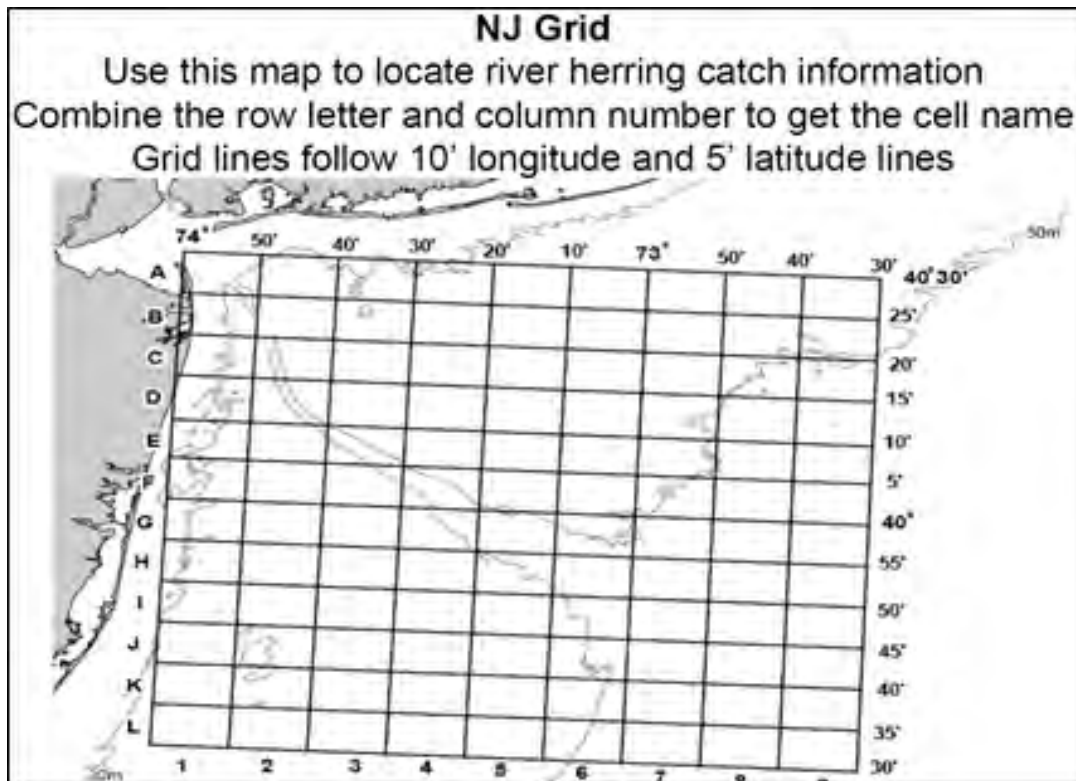 NJ Grid
Use this map to locate river herring catch information
Combine the row letter and column number to get the cell name
Grid lines follow 10' longitude and 5' latitude lines
50m
74° 50' 40' 30' 20' 10' 73° 50' 40' 30' 40°30'
A
25'
B
20'
C
15'
D
10'
E
5'
F
40°
G
55'
H
50'
I
45'
J
40'
K
35'
L
30'
30m 1 2 3 4 5 6 7 8